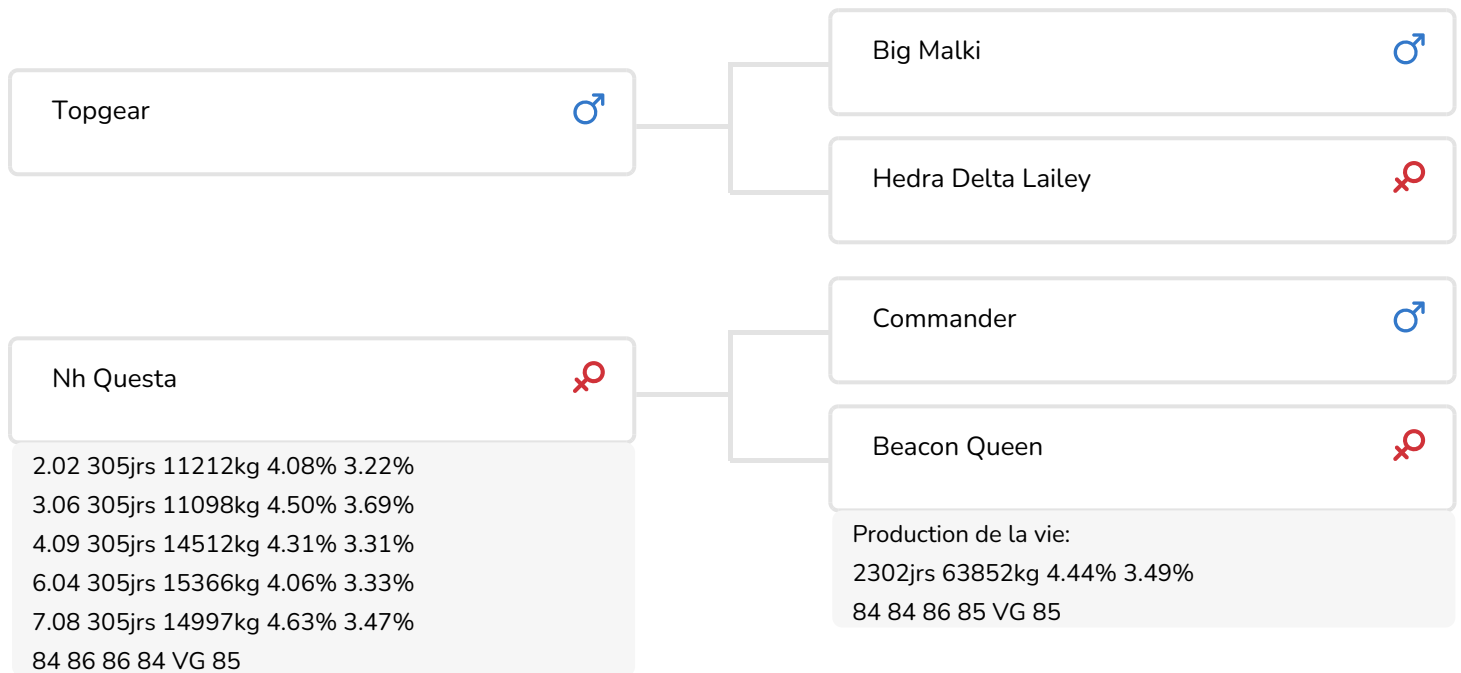 Topgear
Big Malki
Hedra Delta Lailey
Nh Questa
2.02 305jrs 11212kg 4.08% 3.22%
3.06 305jrs 11098kg 4.50% 3.69%
4.09 305jrs 14512kg 4.31% 3.31%
6.04 305jrs 15366kg 4.06% 3.33%
7.08 305jrs 14997kg 4.63% 3.47%
84 86 86 84 VG 85
Commander
Beacon Queen
Production de la vie:
2302jrs 63852kg 4.44% 3.49%
84 84 86 85 VG 85